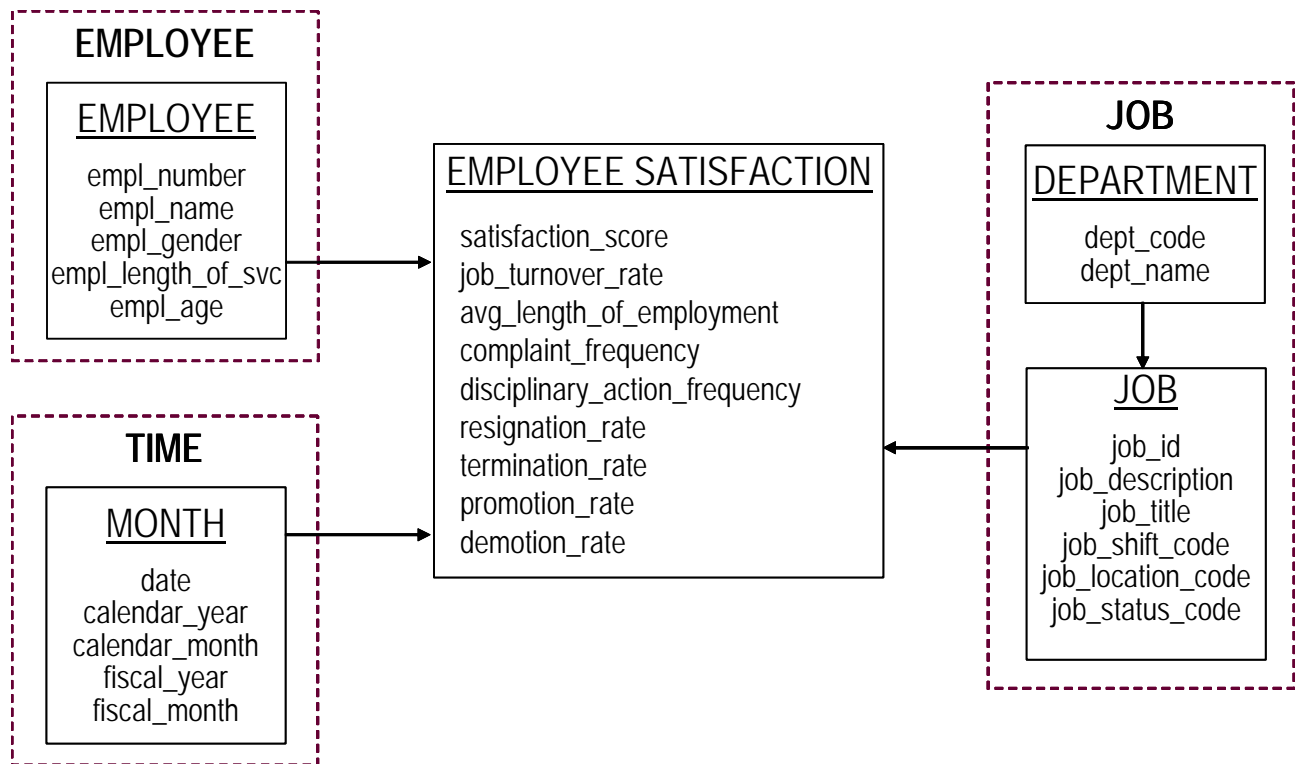 EMPLOYEE
EMPLOYEE
empl_number
empl_name
empl_gender
empl_length_of_svc
empl_age
TIME
MONTH
date
calendar_year
calendar_month
fiscal_year
fiscal_month
EMPLOYEE SATISFACTION
satisfaction_score
job_turnover_rate
avg_length_of_employment
complaint_frequency
disciplinary_action_frequency
resignation_rate
termination_rate
promotion_rate
demotion_rate
JOB
DEPARTMENT
dept_code
dept_name
JOB
job_id
job_description
job_title
job_shift_code
job_location_code
job_status_code